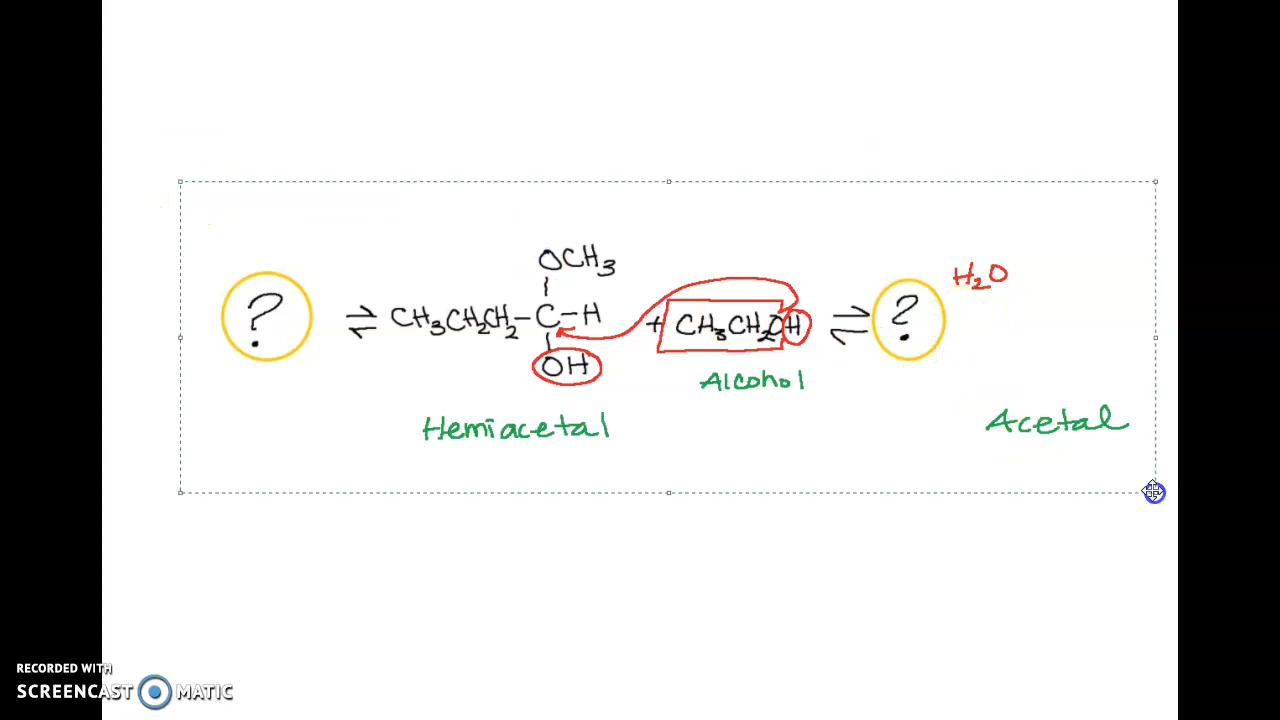 OCH3
H2O
? ⇌ CH3CH2CH2-C-H + CH3CH2OH ⇌ ?
OH
Alcohol
Hemiacetal
Acetal
RECORDED WITH
SCREENCAST MATIC